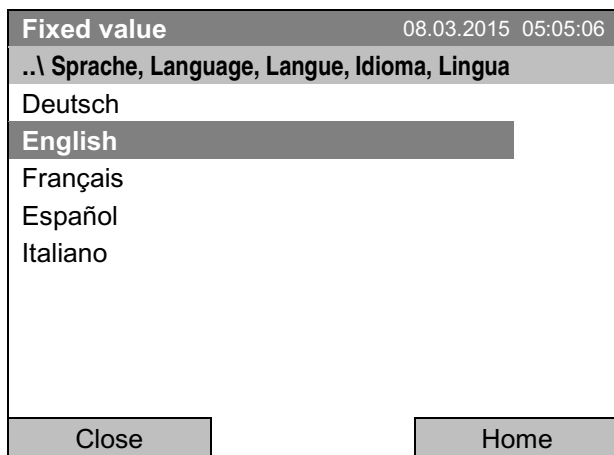 Fixed value 08.03.2015 05:05:06
..\ Sprache, Language, Langue, Idioma, Lingua
Deutsch
English
Français
Español
Italiano
Close Home